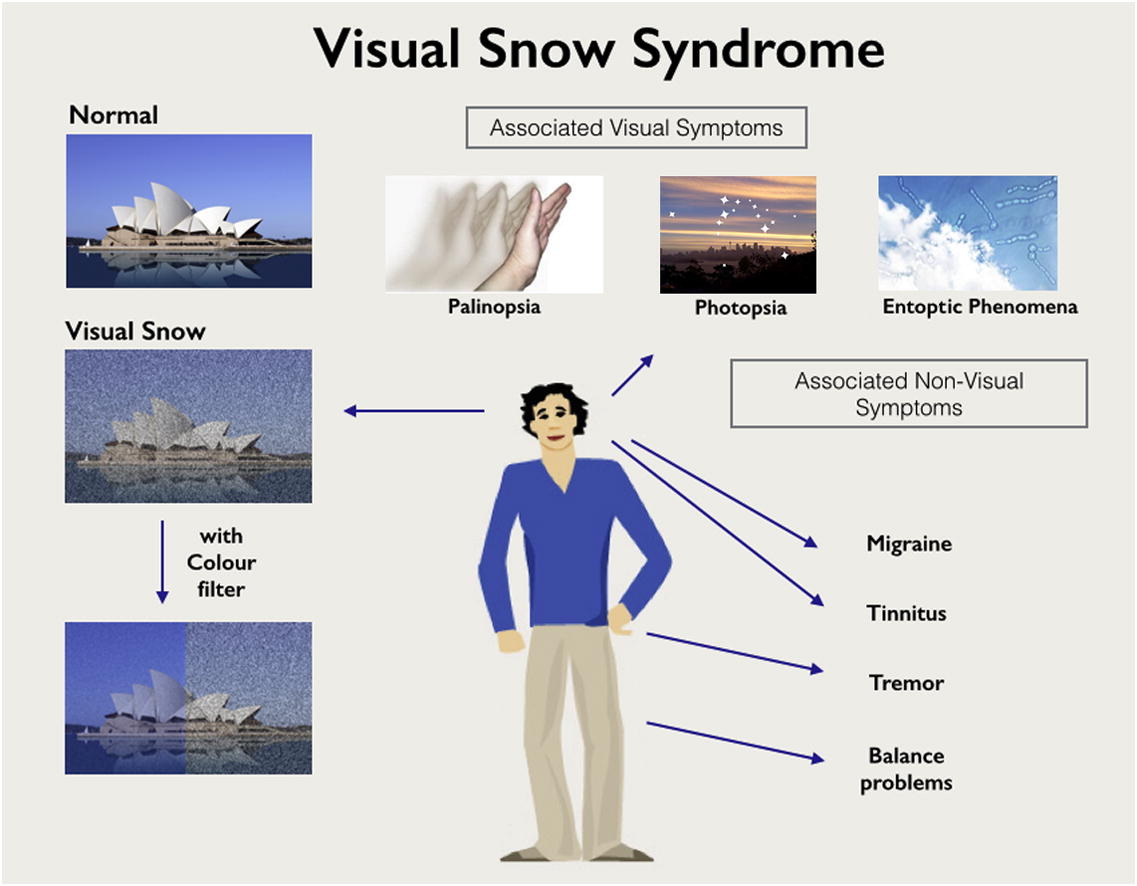 Visual Snow Syndrome
Normal
Associated Visual Symptoms
Palinopsia
Photopsia
Entoptic Phenomena
Visual Snow
Associated Non-Visual
Symptoms
with
Colour
filter
Migraine
Tinnitus
Tremor
Balance
problems